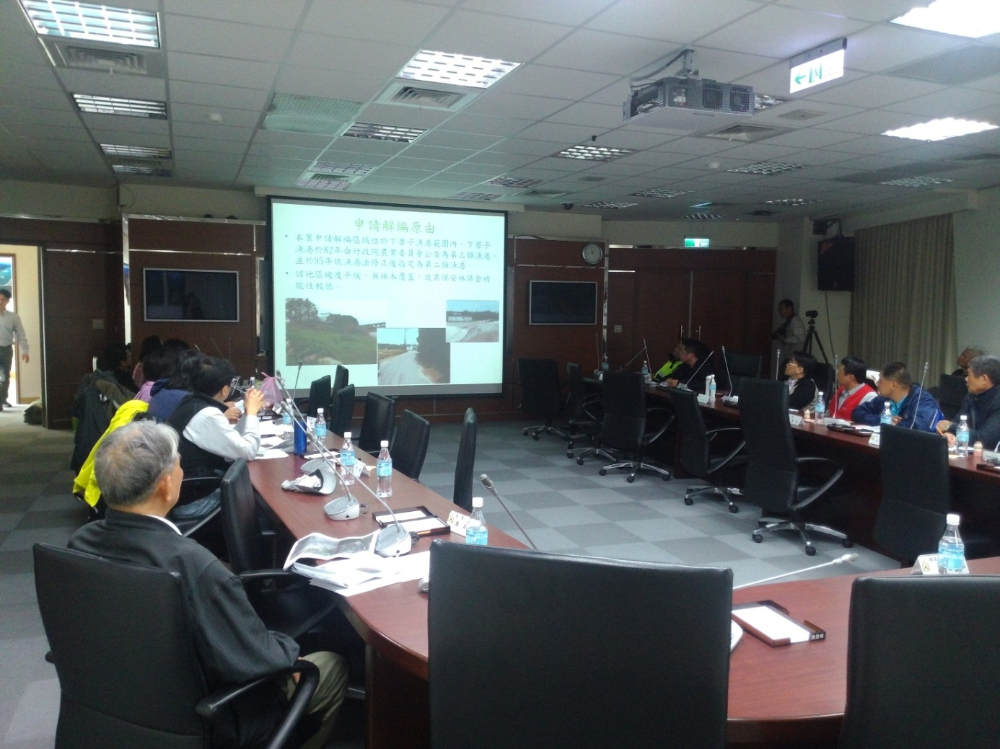 申請解編原由
• 本案申請解編區域位於下罟子漁港範圍內，下罟子
漁港於82年由行政院農業委員會公告為第三類漁港，
並於95年依漁港法修正後指定為第二類漁港。
• 該地區坡度平緩，無林木覆蓋，故其保安林保全功
能性較低。